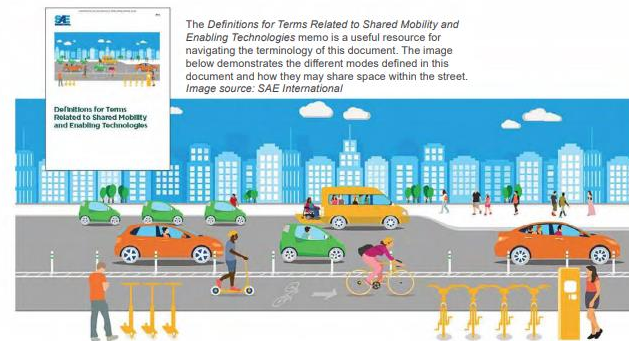 SAE
The Definitions for Terms Related to Shared Mobility and
Enabling Technologies memo is a useful resource for
navigating the terminology of this document. The image
below demonstrates the different modes defined in this
document and how they may share space within the street.
Image source: SAE International
Definitions for Terms
Related to Shared Mobility
and Enabling Technologies